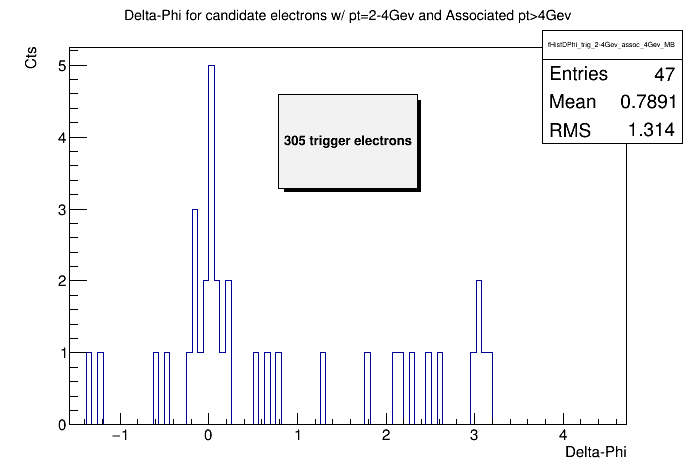 Delta-Phi for candidate electrons w/ pt=2-4Gev and Associated pt>4Gev
fHistDPhi_trig_2-4Gev_assoc_4Gev_MB
Entries 47
Mean 0.7891
RMS 1.314
Cts
305 trigger electrons
5
4
3
2
1
0
−1 0 1 2 3 4
Delta-Phi